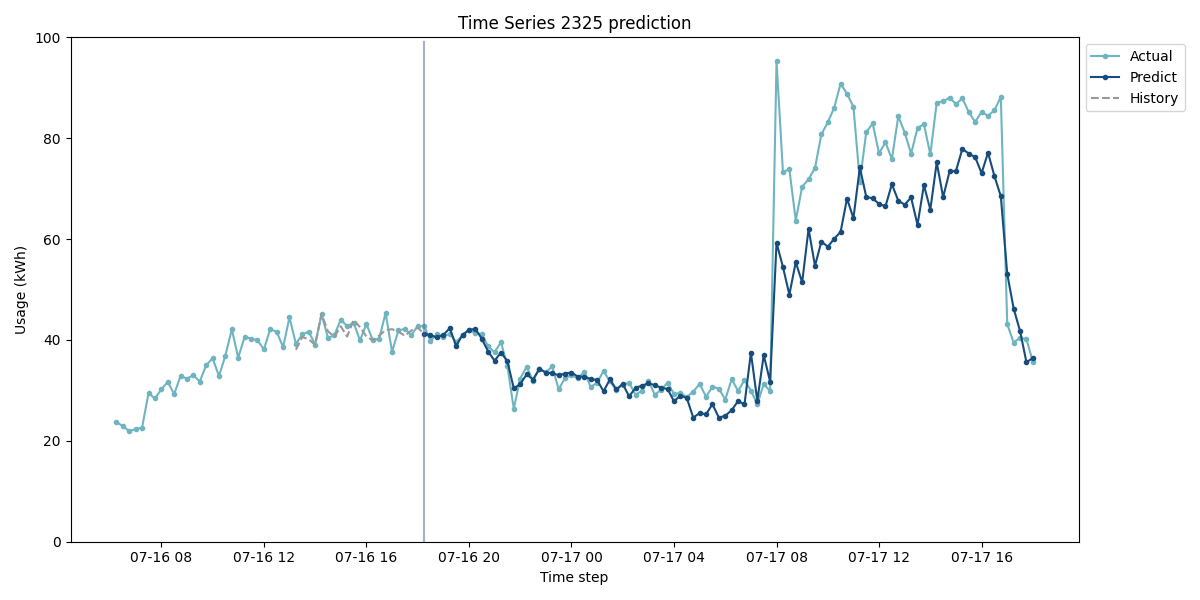 Time Series 2325 prediction
Usage (kWh)
100
80
60
40
20
0
07-16 08
07-16 12
07-16 16
07-16 20
07-17 00
07-17 04
07-17 08
07-17 12
07-17 16
Time step
Actual
Predict
History